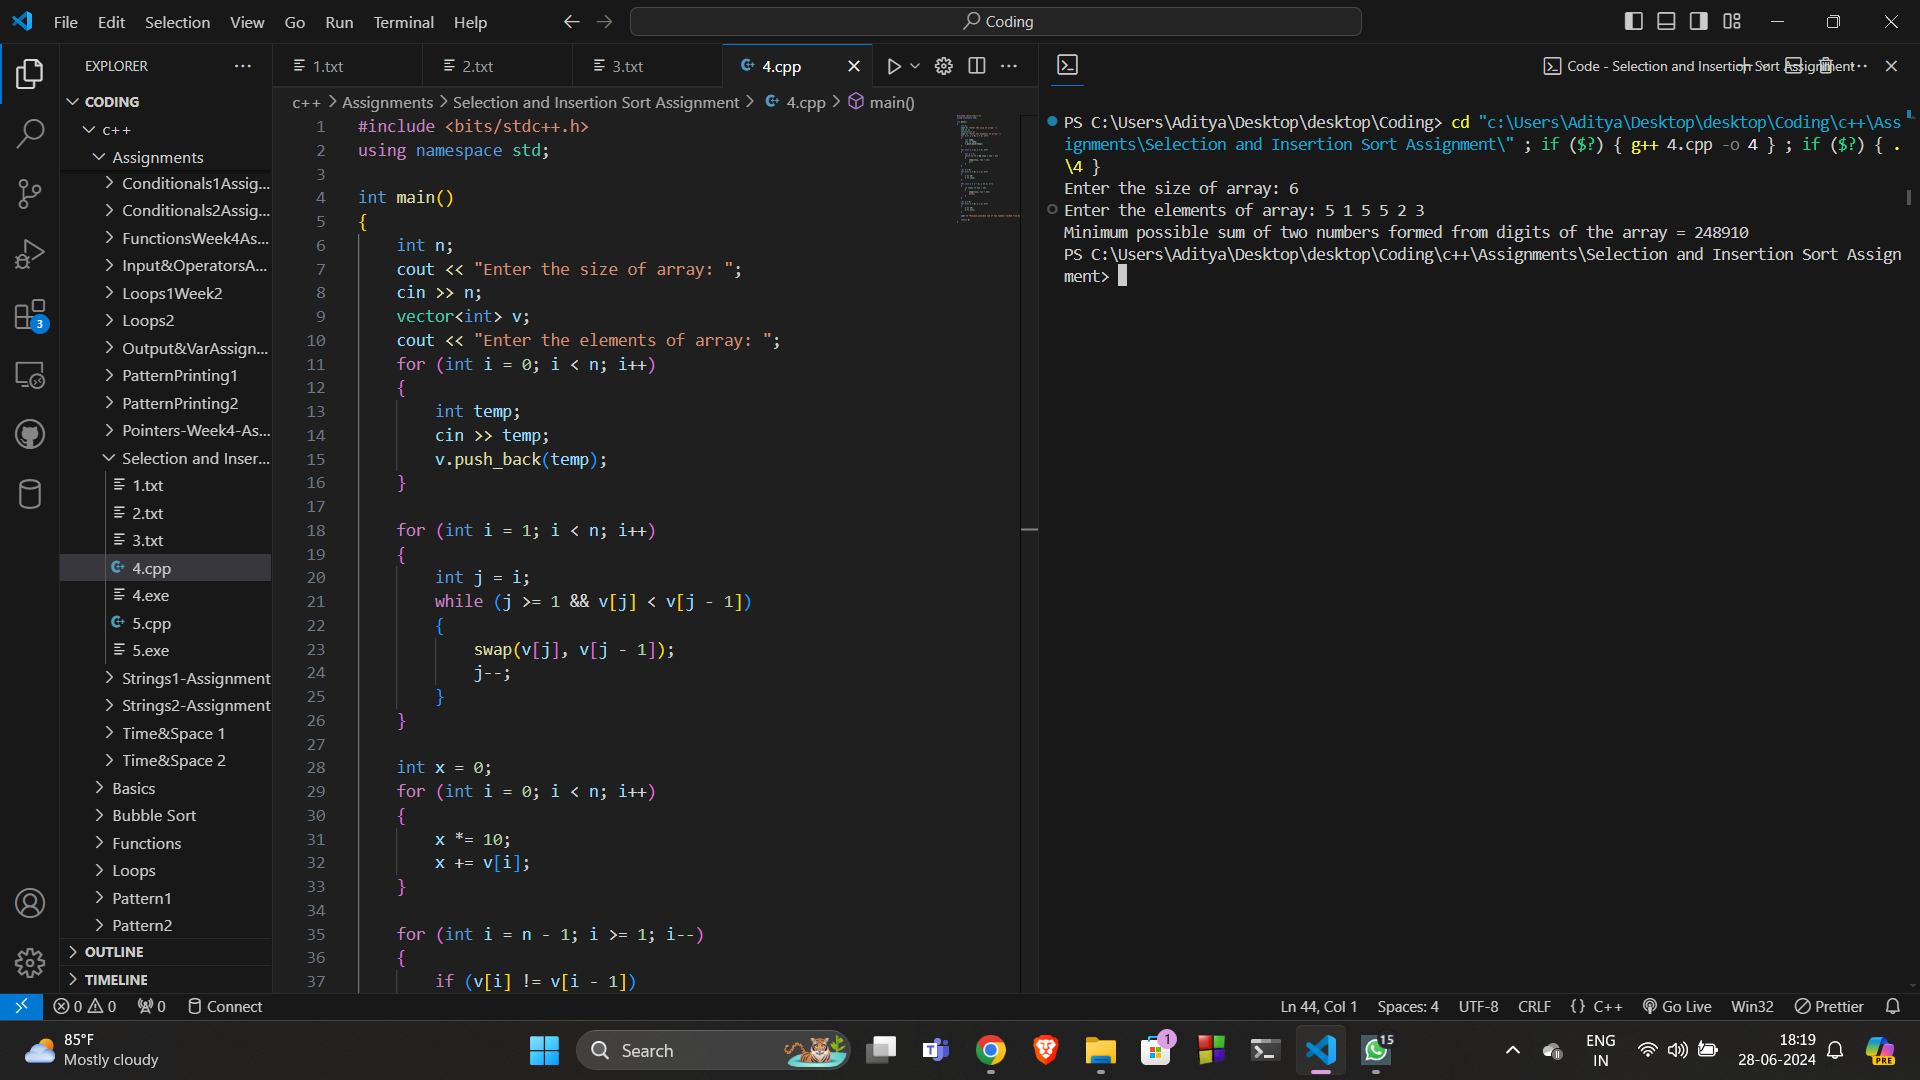 File Edit Selection View Go Run Terminal Help
Coding
EXPLORER
CODING
c++
Assignments
Conditionals1Assig...
Conditionals2Assig...
FunctionsWeek4As...
Input&OperatorsA...
Loops1Week2
Loops2
Output&VarAssign...
PatternPrinting1
PatternPrinting2
Pointers-Week4-As...
Selection and Inser...
1.txt
2.txt
3.txt
4.cpp
4.exe
5.cpp
5.exe
Strings1-Assignment
Strings2-Assignment
Time&Space 1
Time&Space 2
Basics
Bubble Sort
Functions
Loops
Pattern1
Pattern2
OUTLINE
TIMELINE
3
1.txt 2.txt 3.txt 4.cpp
c++ > Assignments > Selection and Insertion Sort Assignment > 4.cpp > main()
1 #include <bits/stdc++.h>
2 using namespace std;
3
4 int main()
5 {
6 int n;
7 cout << "Enter the size of array: ";
8 cin >> n;
9 vector<int> v;
10 cout << "Enter the elements of array: ";
11 for (int i = 0; i < n; i++)
12 {
13 int temp;
14 cin >> temp;
15 v.push_back(temp);
16 }
17
18 for (int i = 1; i < n; i++)
19 {
20 int j = i;
21 while (j >= 1 && v[j] < v[j - 1])
22 {
23 swap(v[j], v[j - 1]);
24 j--;
25 }
26 }
27
28 int x = 0;
29 for (int i = 0; i < n; i++)
30 {
31 x *= 10;
32 x += v[i];
33 }
34
35 for (int i = n - 1; i >= 1; i--)
36 {
37 if (v[i] != v[i - 1])
Code - Selection and Insertion Sort Assignment
PS C:\Users\Aditya\Desktop\desktop\Coding> cd "c:\Users\Aditya\Desktop\desktop\Coding\c++\Ass
ignments\Selection and Insertion Sort Assignment\" ; if ($?) { g++ 4.cpp -o 4 } ; if ($?) { .
\4 }
Enter the size of array: 6
Enter the elements of array: 5 1 5 5 2 3
Minimum possible sum of two numbers formed from digits of the array = 248910
PS C:\Users\Aditya\Desktop\desktop\Coding\c++\Assignments\Selection and Insertion Sort Assign
ment>
0 0 0 Connect
Ln 44, Col 1 Spaces: 4 UTF-8 CRLF {} C++ Go Live Win32 Prettier
85°F
Mostly cloudy
Search
1
15
PRE
ENG
IN
18:19
28-06-2024